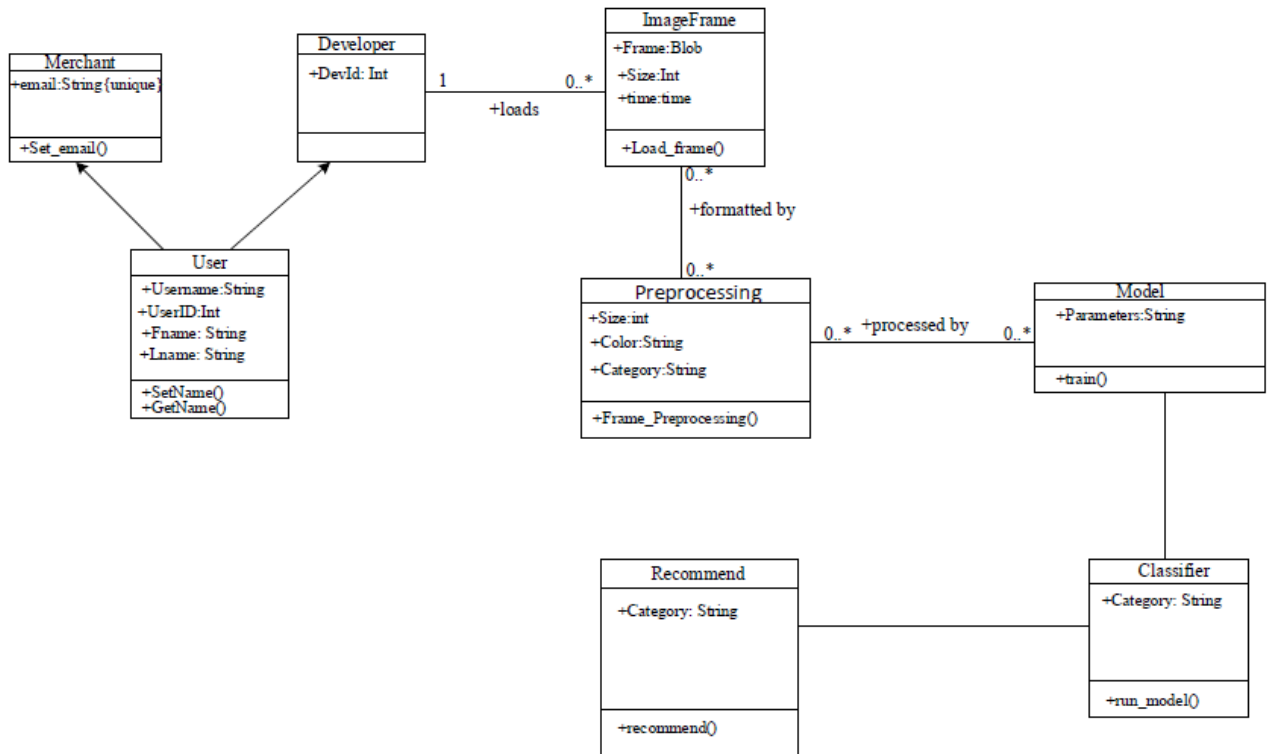 Merchant
+email:String{unique}
+Set_email()
Developer
+DevId: Int
1
0..*
+loads
ImageFrame
+Frame:Blob
+Size:Int
+time:time
+Load_frame()
0..*
+formatted by
0..*
User
+Username:String
+UserID:Int
+Fname: String
+Lname: String
+SetName()
+GetName()
Preprocessing
+Size:int
+Color:String
+Category:String
+Frame_Preprocessing()
0..*
+processed by
0..*
Model
+Parameters:String
+train()
Recommend
+Category: String
+recommend()
Classifier
+Category: String
+run_model()